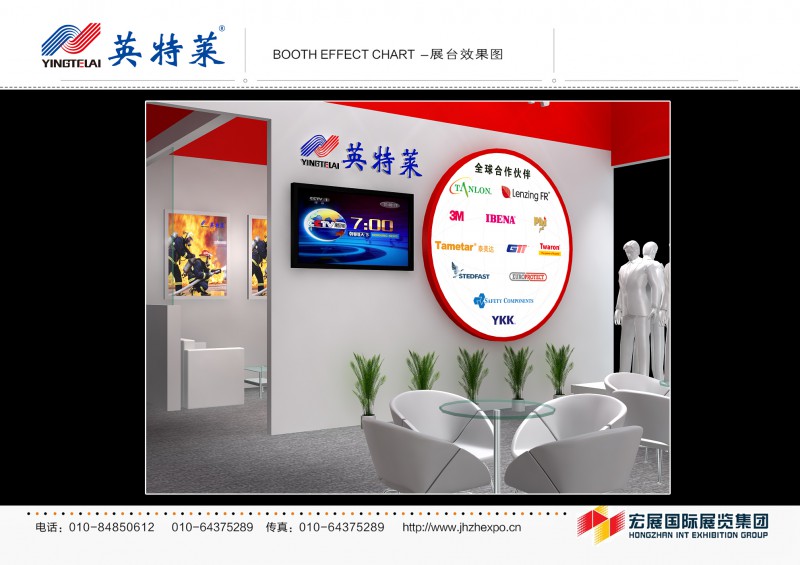 YINGTELAI 英特莱®
BOOTH EFFECT CHART –展台效果图
YINGTELAI 英特莱
7:00
全球合作伙伴
TANLON
Lenzing FR®
3M
IBENA
Tametar® 泰美达
Twaron
STEDFAST
EUROPROTECT
SAFETY COMPONENTS
YKK
电话：010-84850612 010-64375289 传真：010-64375289 http://www.jhzhexpo.cn
宏展国际展览集团
HONGZHAN INT EXHIBITION GROUP